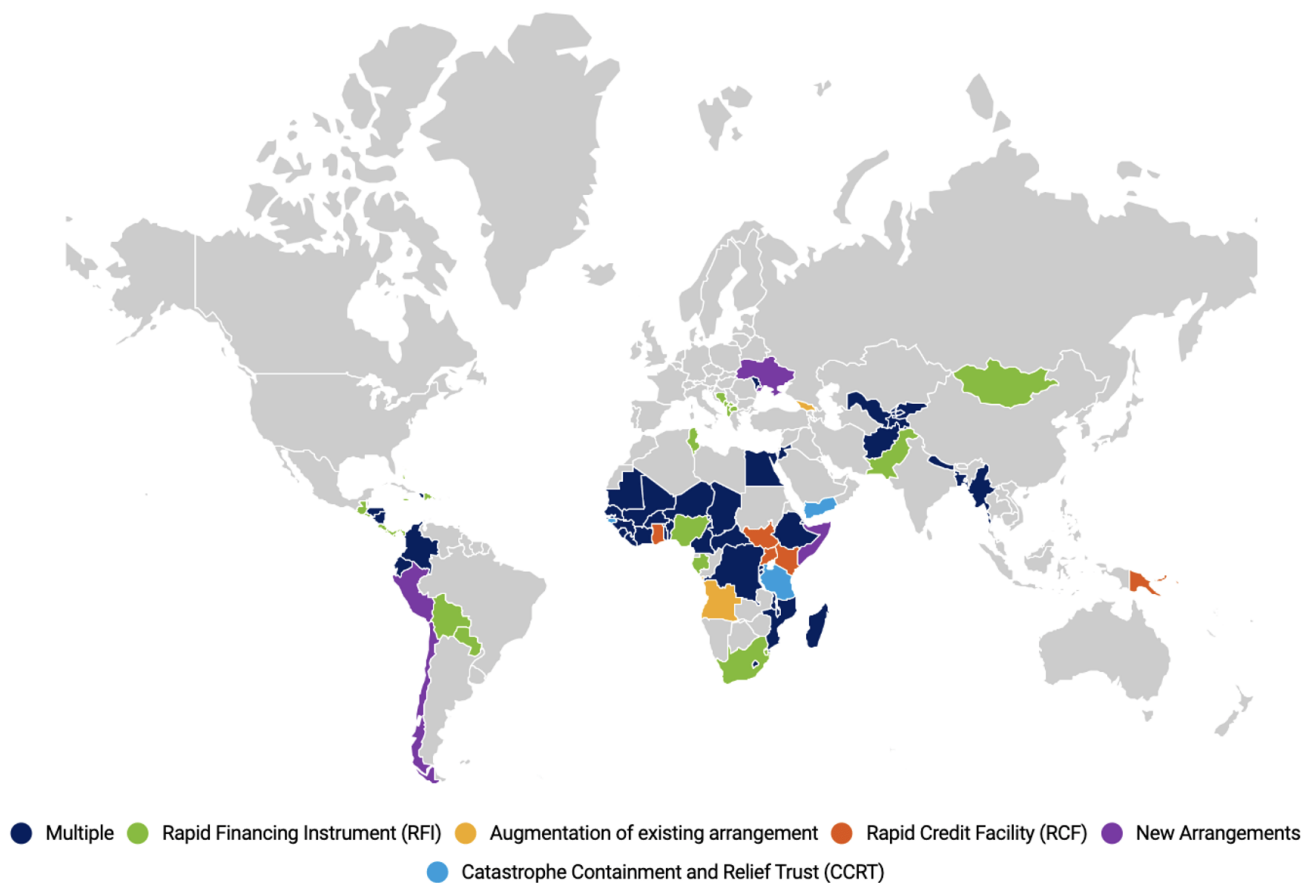 Multiple Rapid Financing Instrument (RFI) Augmentation of existing arrangement Rapid Credit Facility (RCF) New Arrangements
Catastrophe Containment and Relief Trust (CCRT)